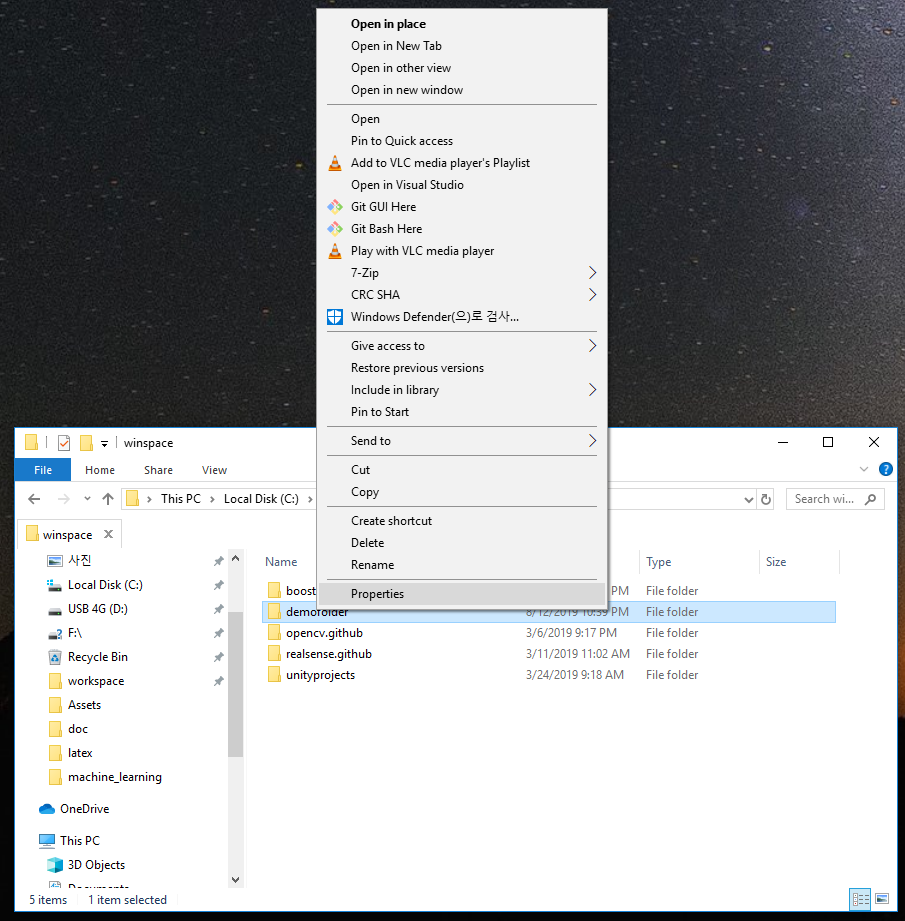 Open in place
Open in New Tab
Open in other view
Open in new window
Open
Pin to Quick access
Add to VLC media player's Playlist
Open in Visual Studio
Git GUI Here
Git Bash Here
Play with VLC media player
7-Zip
CRC SHA
Windows Defender(으)로 검사...
Give access to
Restore previous versions
Include in library
Pin to Start
Send to
Cut
Copy
Create shortcut
Delete
Rename
Properties
winspace
File Home Share View
This PC Local Disk (C:) Search wi...
winspace
사진
Local Disk (C:)
USB 4G (D:)
F:\
Recycle Bin
workspace
Assets
doc
latex
machine_learning
OneDrive
This PC
3D Objects
Documents
Name Type Size
boost PM File folder
demofolder 8/12/2019 10:39 PM File folder
opencv.github 3/6/2019 9:17 PM File folder
realsense.github 3/11/2019 11:02 AM File folder
unityprojects 3/24/2019 9:18 AM File folder
5 items 1 item selected